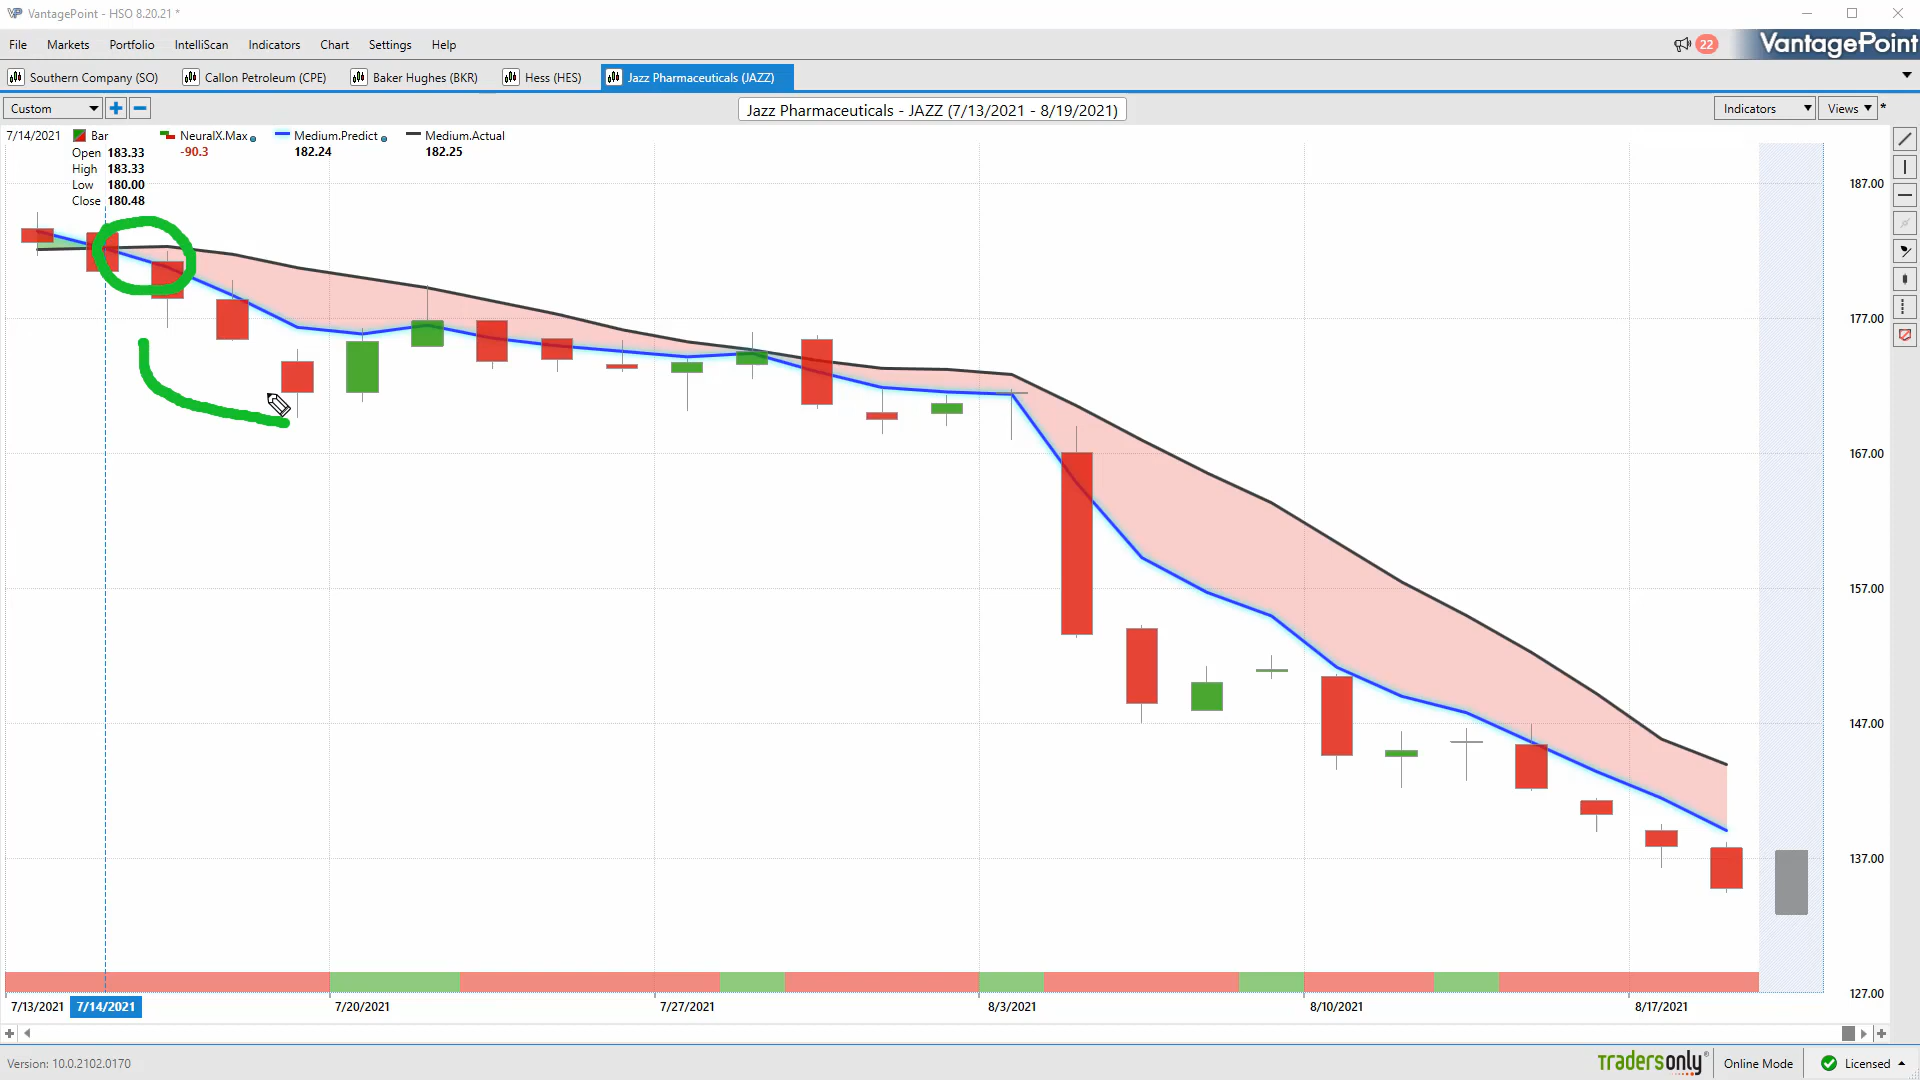 VantagePoint - HSO 8.20.21 *
File Markets Portfolio IntelliScan Indicators Chart Settings Help
22
VantagePoint
Southern Company (SO) Callon Petroleum (CPE) Baker Hughes (BKR) Hess (HES) Jazz Pharmaceuticals (JAZZ)
Custom
Jazz Pharmaceuticals - JAZZ (7/13/2021 - 8/19/2021)
Indicators Views *
7/14/2021 Bar NeuralX.Max Medium.Predict Medium.Actual
Open 183.33 -90.3 182.24 182.25
High 183.33
Low 180.00
Close 180.48
187.00
177.00
167.00
157.00
147.00
137.00
127.00
7/13/2021 7/14/2021 7/20/2021 7/27/2021 8/3/2021 8/10/2021 8/17/2021
Version: 10.0.2102.0170
tradersonly Online Mode Licensed